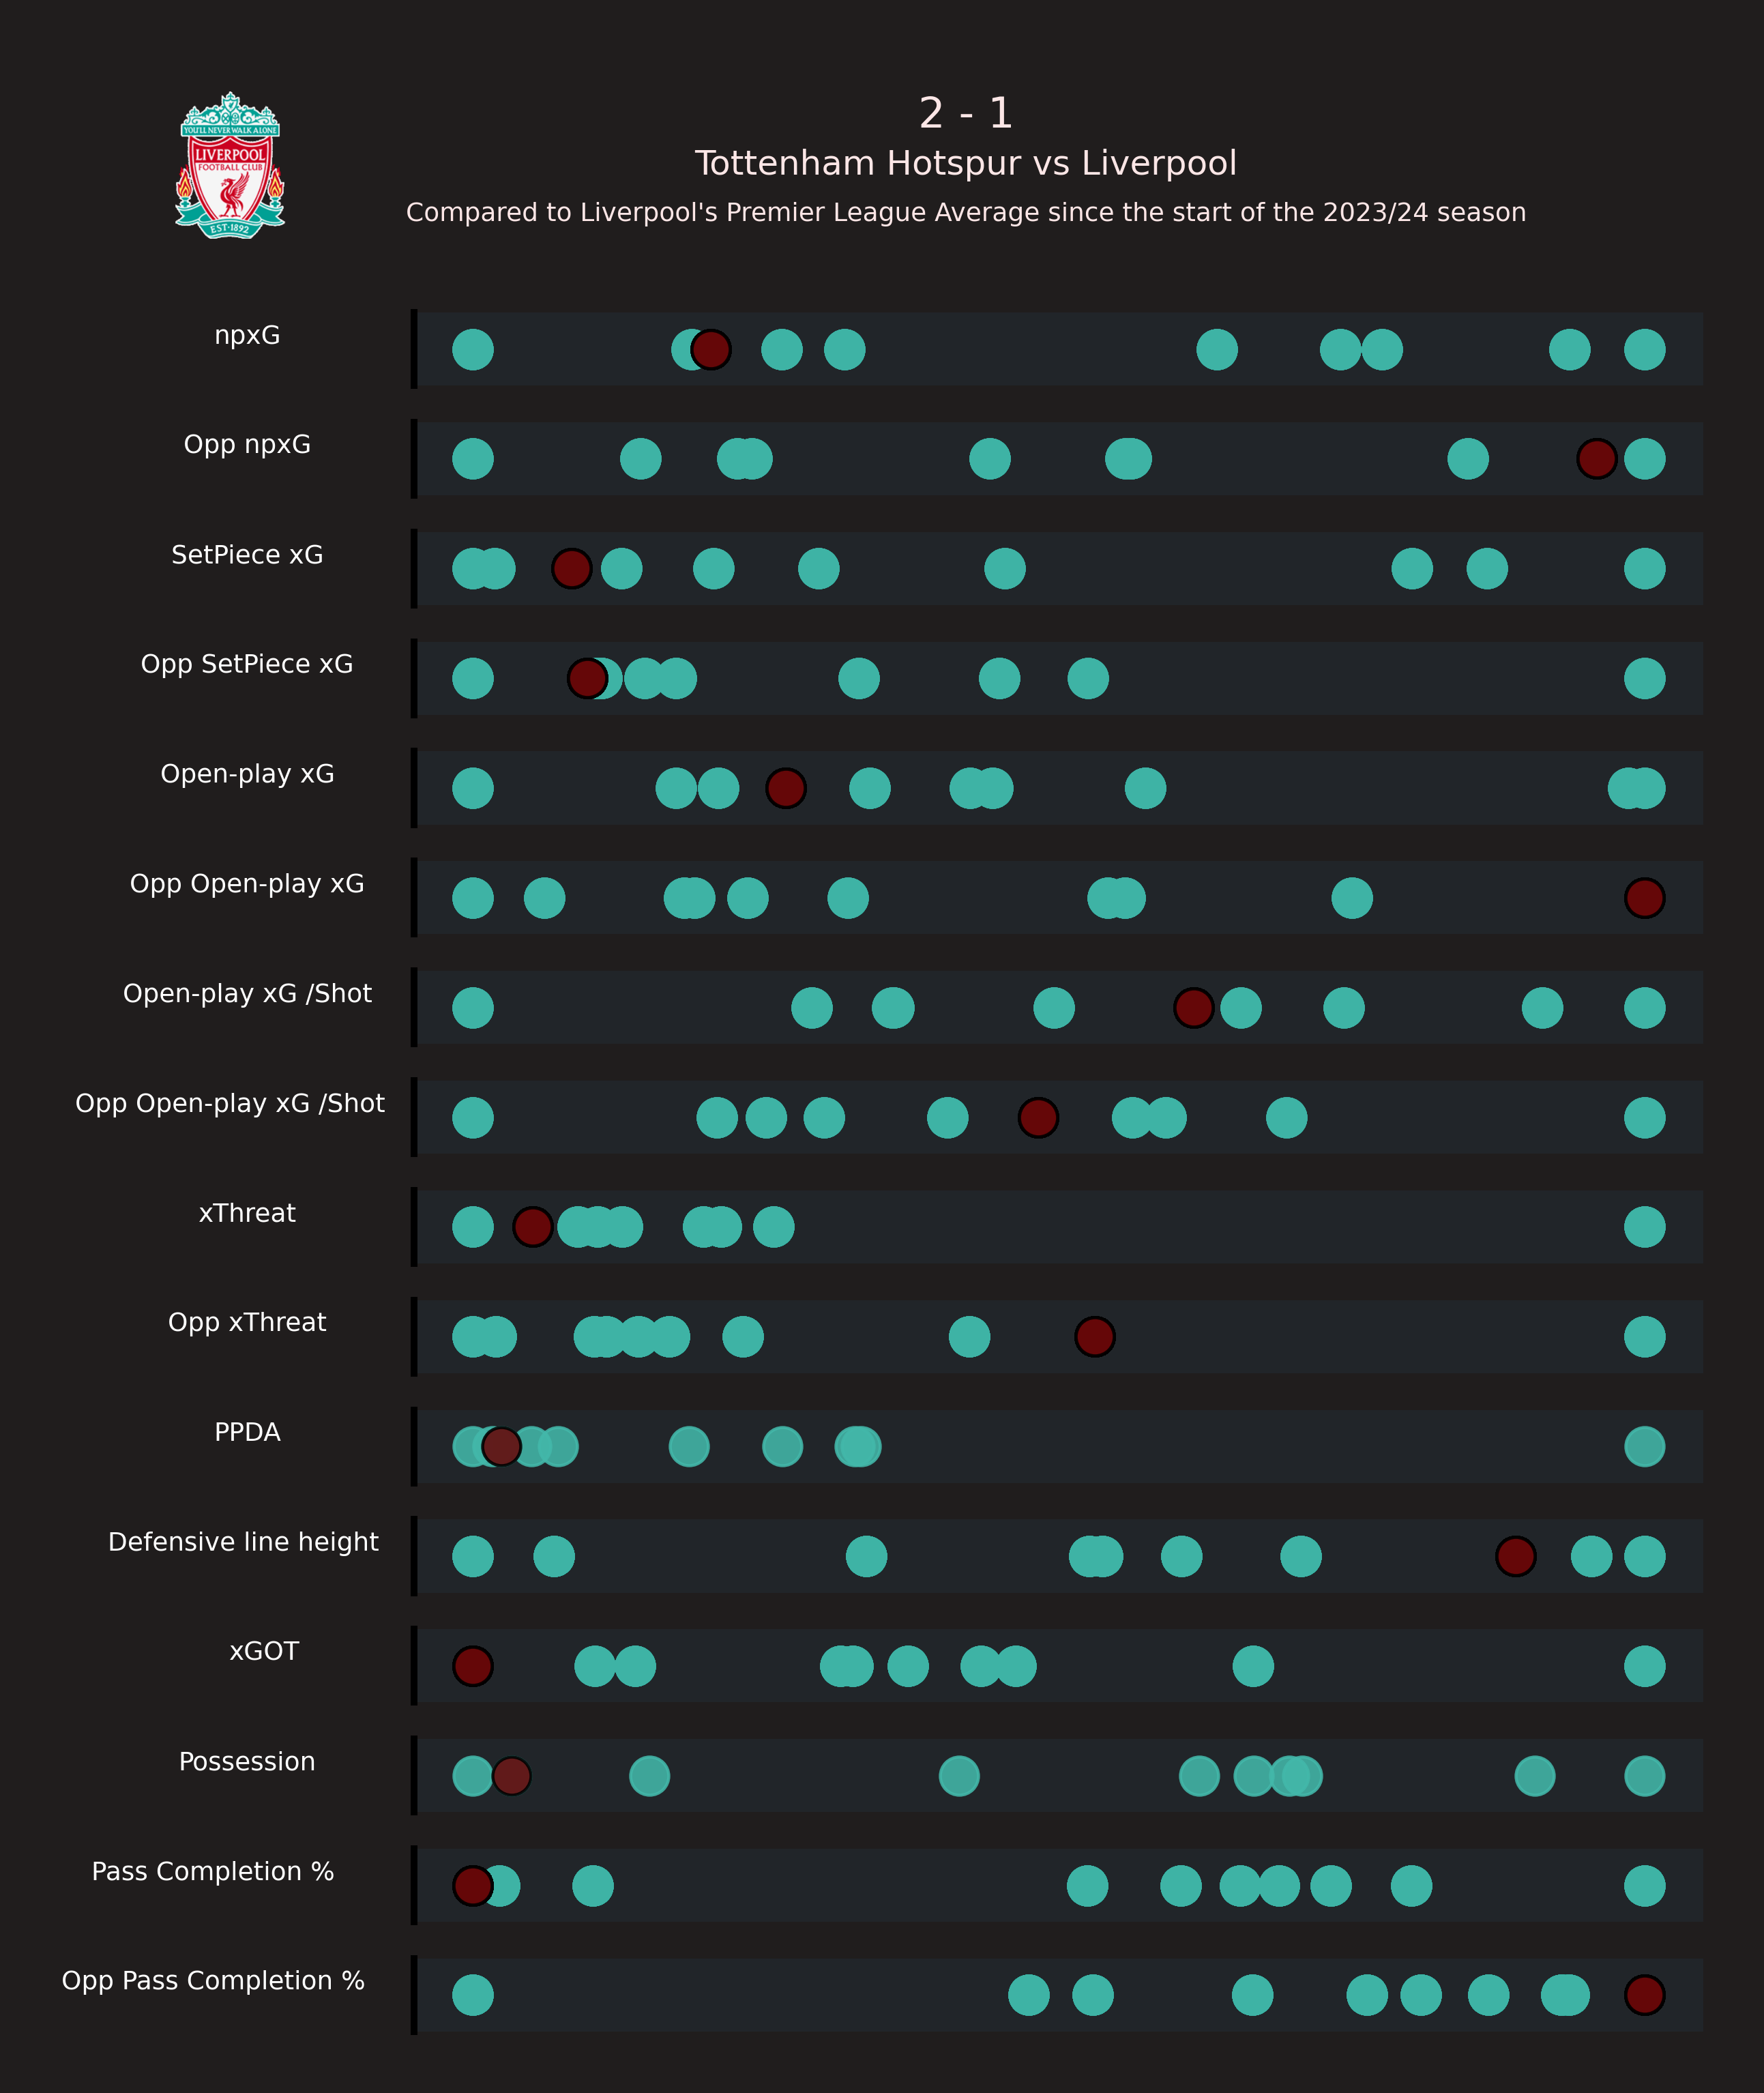 YOU'LL NEVER WALK ALONE
LIVERPOOL
FOOTBALL CLUB
EST·1892
2 - 1
Tottenham Hotspur vs Liverpool
Compared to Liverpool's Premier League Average since the start of the 2023/24 season
npxG
Opp npxG
SetPiece xG
Opp SetPiece xG
Open-play xG
Opp Open-play xG
Open-play xG /Shot
Opp Open-play xG /Shot
xThreat
Opp xThreat
PPDA
Defensive line height
xGOT
Possession
Pass Completion %
Opp Pass Completion %